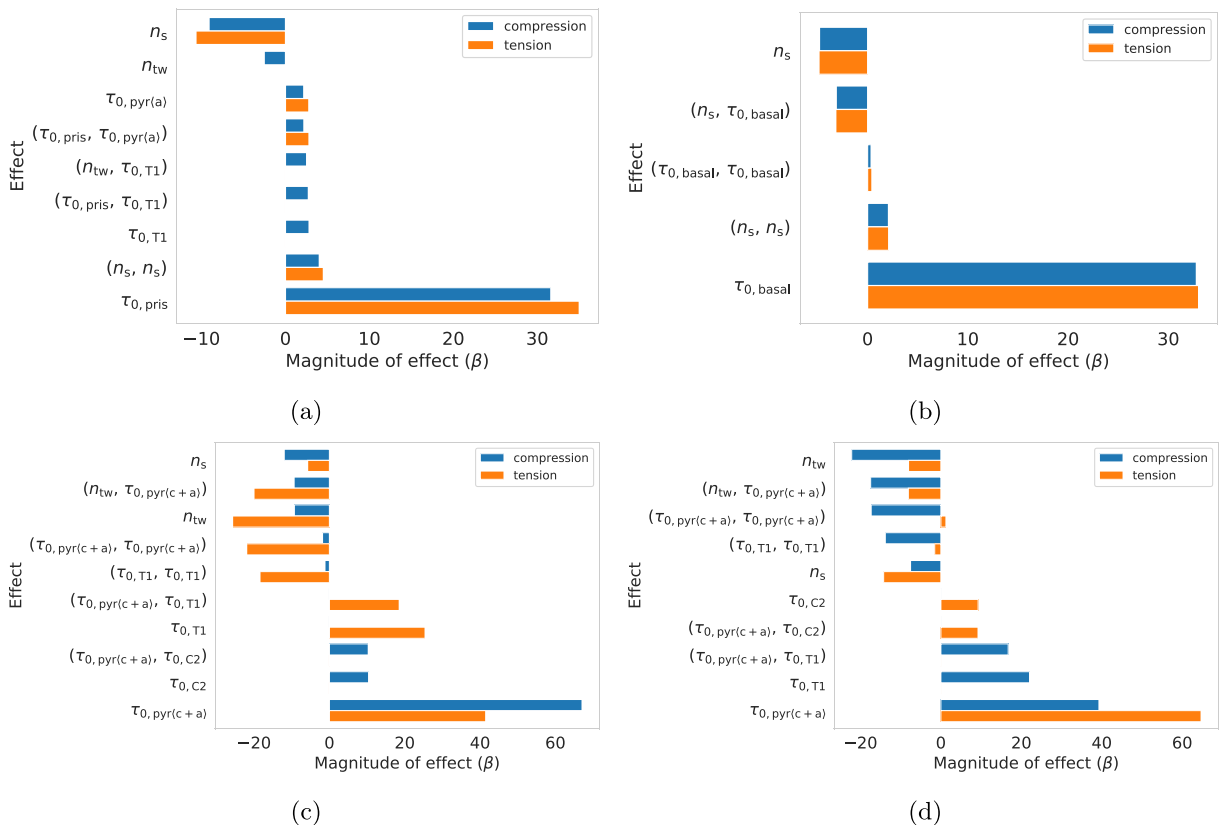 n_s
n_tw
τ_0,pyr⟨a⟩
(τ_0,pris, τ_0,pyr⟨a⟩)
(n_tw, τ_0,T1)
(τ_0,pris, τ_0,T1)
τ_0,T1
(n_s, n_s)
τ_0,pris
Effect
compression
tension
−10 0 10 20 30
Magnitude of effect (β)
(a)
n_s
(n_s, τ_0,basal)
(τ_0,basal, τ_0,basal)
(n_s, n_s)
τ_0,basal
Effect
compression
tension
0 10 20 30
Magnitude of effect (β)
(b)
n_s
(n_tw, τ_0,pyr⟨c+a⟩)
n_tw
(τ_0,pyr⟨c+a⟩, τ_0,pyr⟨c+a⟩)
(τ_0,T1, τ_0,T1)
(τ_0,pyr⟨c+a⟩, τ_0,T1)
τ_0,T1
(τ_0,pyr⟨c+a⟩, τ_0,C2)
τ_0,C2
τ_0,pyr⟨c+a⟩
Effect
compression
tension
−20 0 20 40 60
Magnitude of effect (β)
(c)
n_tw
(n_tw, τ_0,pyr⟨c+a⟩)
(τ_0,pyr⟨c+a⟩, τ_0,pyr⟨c+a⟩)
(τ_0,T1, τ_0,T1)
n_s
τ_0,C2
(τ_0,pyr⟨c+a⟩, τ_0,C2)
(τ_0,pyr⟨c+a⟩, τ_0,T1)
τ_0,T1
τ_0,pyr⟨c+a⟩
Effect
compression
tension
−20 0 20 40 60
Magnitude of effect (β)
(d)